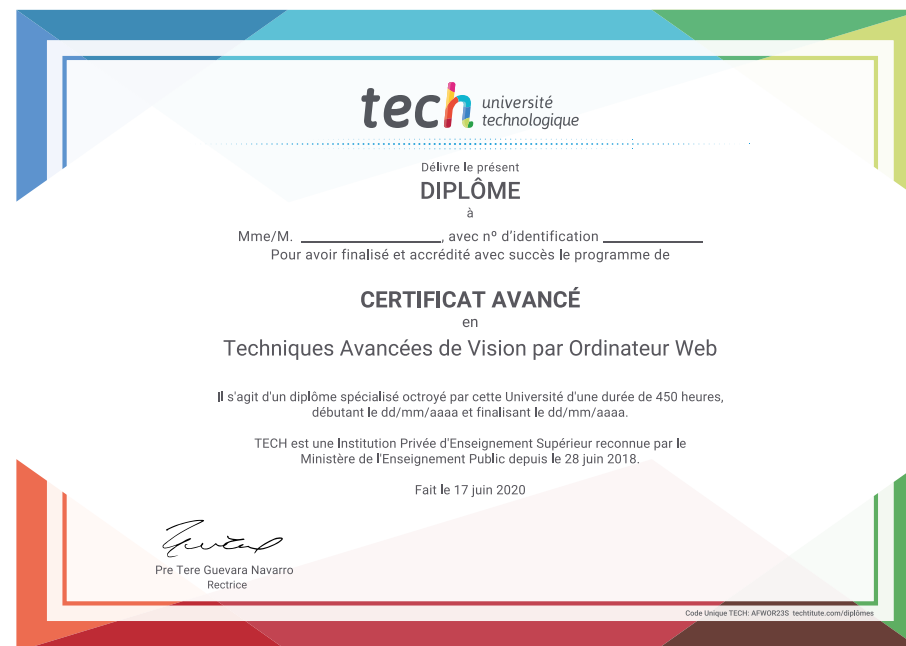 tech université
technologique
Délivre le présent
DIPLÔME
à
Mme/M. ____________________, avec nº d'identification ______________
Pour avoir finalisé et accrédité avec succès le programme de
CERTIFICAT AVANCÉ
en
Techniques Avancées de Vision par Ordinateur Web
Il s'agit d'un diplôme spécialisé octroyé par cette Université d'une durée de 450 heures,
débutant le dd/mm/aaaa et finalisant le dd/mm/aaaa.
TECH est une Institution Privée d'Enseignement Supérieur reconnue par le
Ministère de l'Enseignement Public depuis le 28 juin 2018.
Fait le 17 juin 2020
Pre Tere Guevara Navarro
Rectrice
Code Unique TECH: AFWOR23S techtitute.com/diplômes